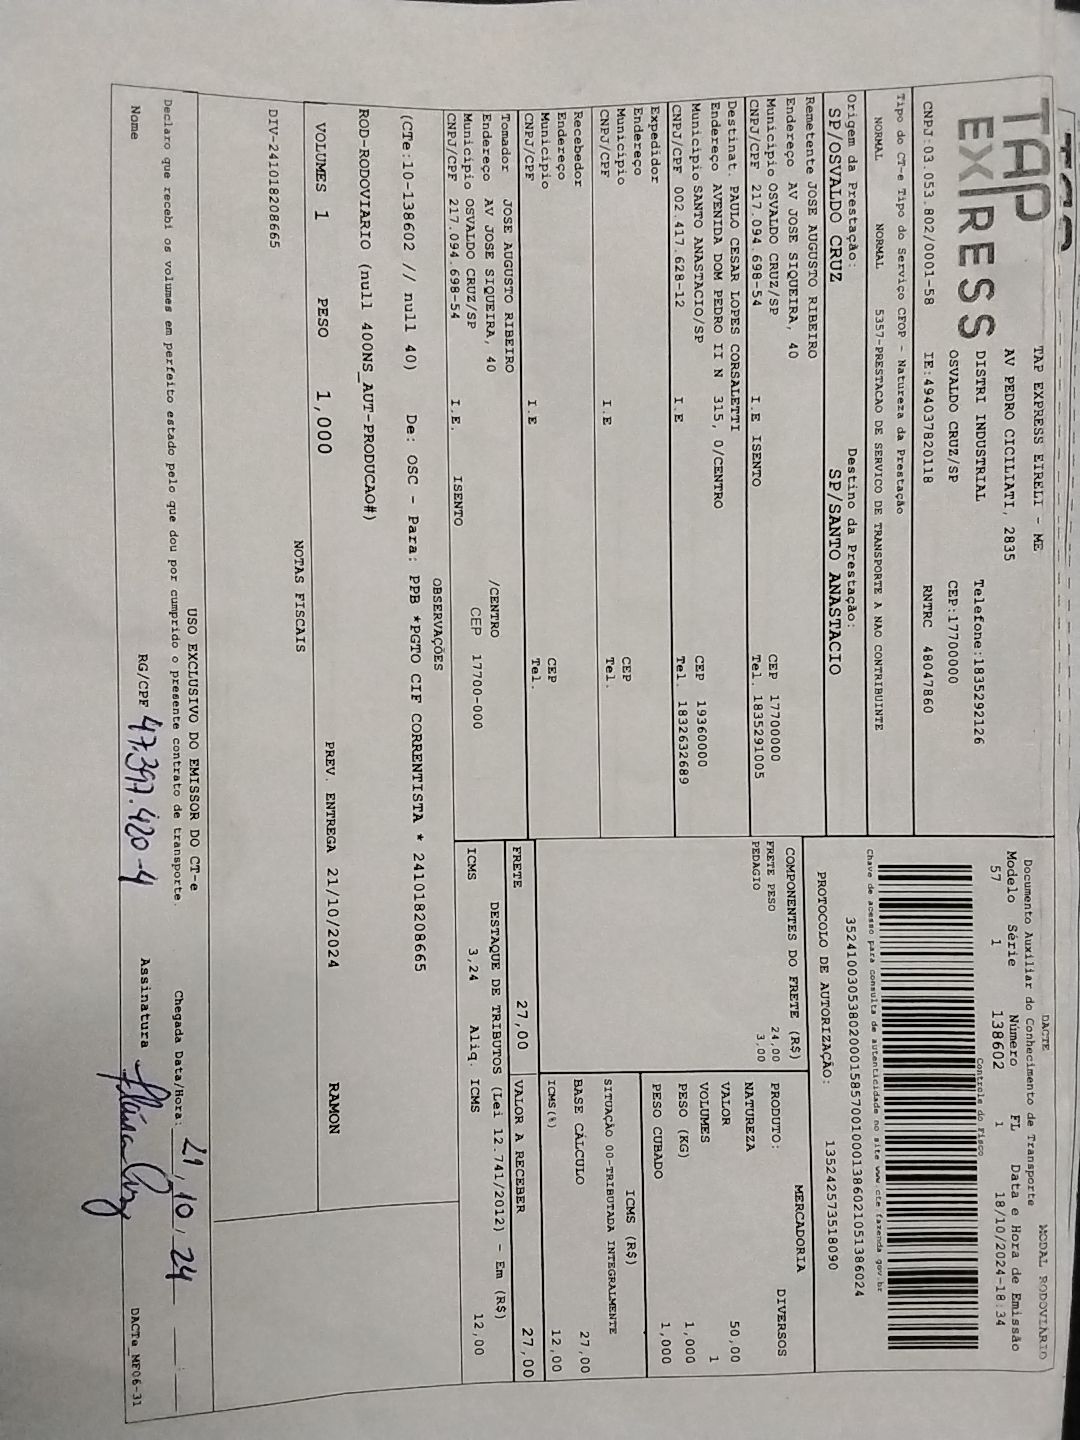 TAP EXPRESS
TAP EXPRESS EIRELI - ME
AV PEDRO CICILIATI, 2835
DISTRI INDUSTRIAL Telefone:1835292126
OSVALDO CRUZ/SP CEP:17700000
CNPJ:03.053.802/0001-58 IE:494037820118 RNTRC 48047860
Tipo do CT-e Tipo do Serviço CFOP - Natureza da Prestação
NORMAL NORMAL 5357-PRESTACAO DE SERVICO DE TRANSPORTE A NAO CONTRIBUINTE
Origem da Prestação: Destino da Prestação:
SP/OSVALDO CRUZ SP/SANTO ANASTACIO
Remetente JOSE AUGUSTO RIBEIRO
Endereço AV JOSE SIQUEIRA, 40
Municipio OSVALDO CRUZ/SP CEP 17700000
CNPJ/CPF 217.094.698-54 I.E ISENTO Tel. 1835291005
Destinat. PAULO CESAR LOPES CORSALETTI
Endereço AVENIDA DOM PEDRO II N 315, 0/CENTRO
Municipio SANTO ANASTACIO/SP CEP 19360000
CNPJ/CPF 002.417.628-12 I.E Tel. 1832632689
Expedidor
Endereço
Municipio CEP
CNPJ/CPF I.E Tel.
Recebedor
Endereço
Municipio CEP
CNPJ/CPF I.E Tel.
Tomador JOSE AUGUSTO RIBEIRO
Endereço AV JOSE SIQUEIRA, 40 /CENTRO
Municipio OSVALDO CRUZ/SP CEP 17700-000
CNPJ/CPF 217.094.698-54 I.E. ISENTO
DACTE MODAL RODOVIÁRIO
Documento Auxiliar do Conhecimento de Transporte
Modelo Série Número FL Data e Hora de Emissão
57 1 138602 1 18/10/2024-18:34
Controle do Fisco
Chave de acesso para consulta de autenticidade no site www.cte.fazenda.gov.br
35241003053802000158570010001386021051386024
PROTOCOLO DE AUTORIZAÇÃO: 135242573518090
COMPONENTES DO FRETE (R$)
FRETE PESO 24,00
PEDAGIO 3,00
MERCADORIA
PRODUTO: DIVERSOS
NATUREZA
VALOR 50,00
VOLUMES 1
PESO (KG) 1,000
PESO CUBADO 1,000
ICMS (R$)
SITUAÇÃO 00-TRIBUTADA INTEGRALMENTE
BASE CÁLCULO 27,00
ICMS(%) 12,00
FRETE 27,00 VALOR A RECEBER 27,00
DESTAQUE DE TRIBUTOS (Lei 12.741/2012) - Em (R$)
ICMS 3,24 Aliq. ICMS 12,00
OBSERVAÇÕES
(CTe:10-138602 // null 40) De: OSC - Para: PPB *PGTO CIF CORRENTISTA * 241018208665
ROD-RODOVIARIO (null 400NS_AUT-PRODUCAO#)
VOLUMES 1 PESO 1,000 PREV. ENTREGA 21/10/2024 RAMON
NOTAS FISCAIS
DIV-241018208665
USO EXCLUSIVO DO EMISSOR DO CT-e
Declaro que recebi os volumes em perfeito estado pelo que dou por cumprido o presente contrato de transporte.
Chegada Data/Hora: 21/10/24
Nome RG/CPF 47.397.420-4 Assinatura
DACTe_MF06-31